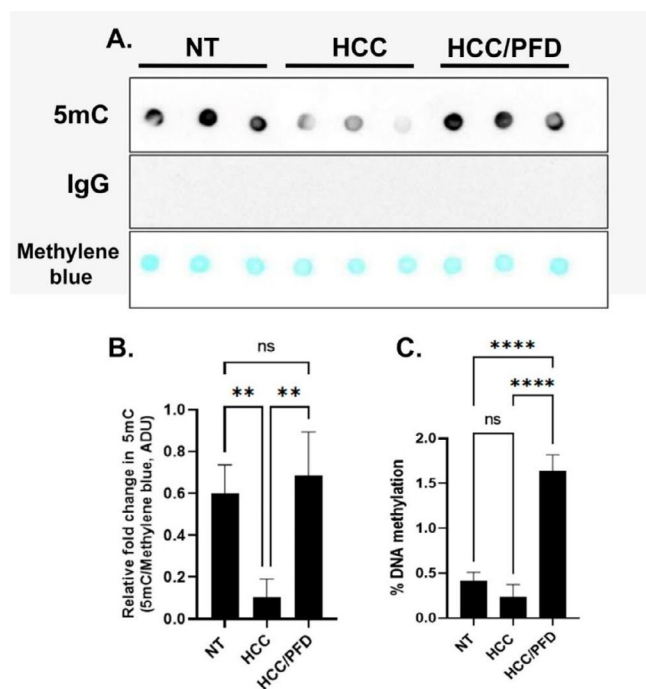 A.
NT HCC HCC/PFD
5mC
IgG
Methylene
blue
B.
ns
** **
Relative fold change in 5mC
(5mC/Methylene blue, ADU)
1.0
0.8
0.6
0.4
0.2
0.0
NT HCC HCC/PFD
C.
****
****
ns
% DNA methylation
2.0
1.5
1.0
0.5
0.0
NT HCC HCC/PFD